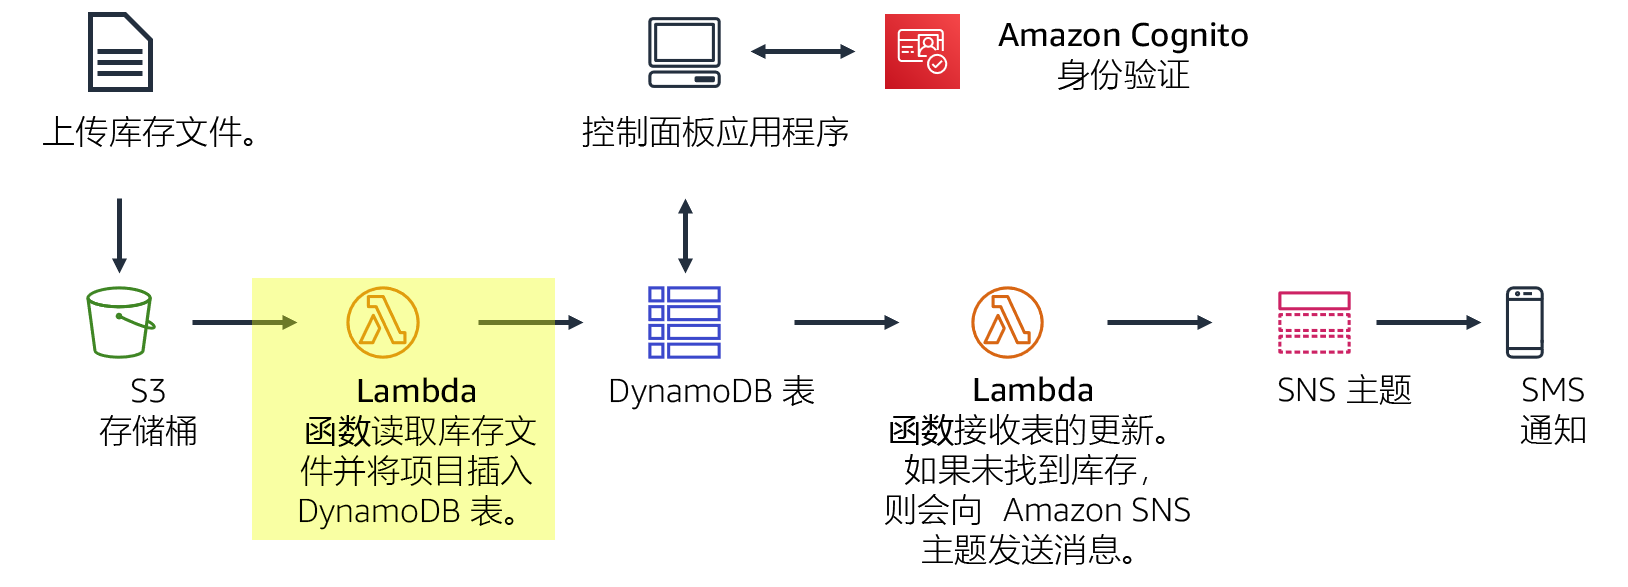 Amazon Cognito
身份验证
上传库存文件。
控制面板应用程序
S3
存储桶
Lambda
函数读取库存文
件并将项目插入
DynamoDB 表。
DynamoDB 表
Lambda
函数接收表的更新。
如果未找到库存，
则会向 Amazon SNS
主题发送消息。
SNS 主题
SMS
通知